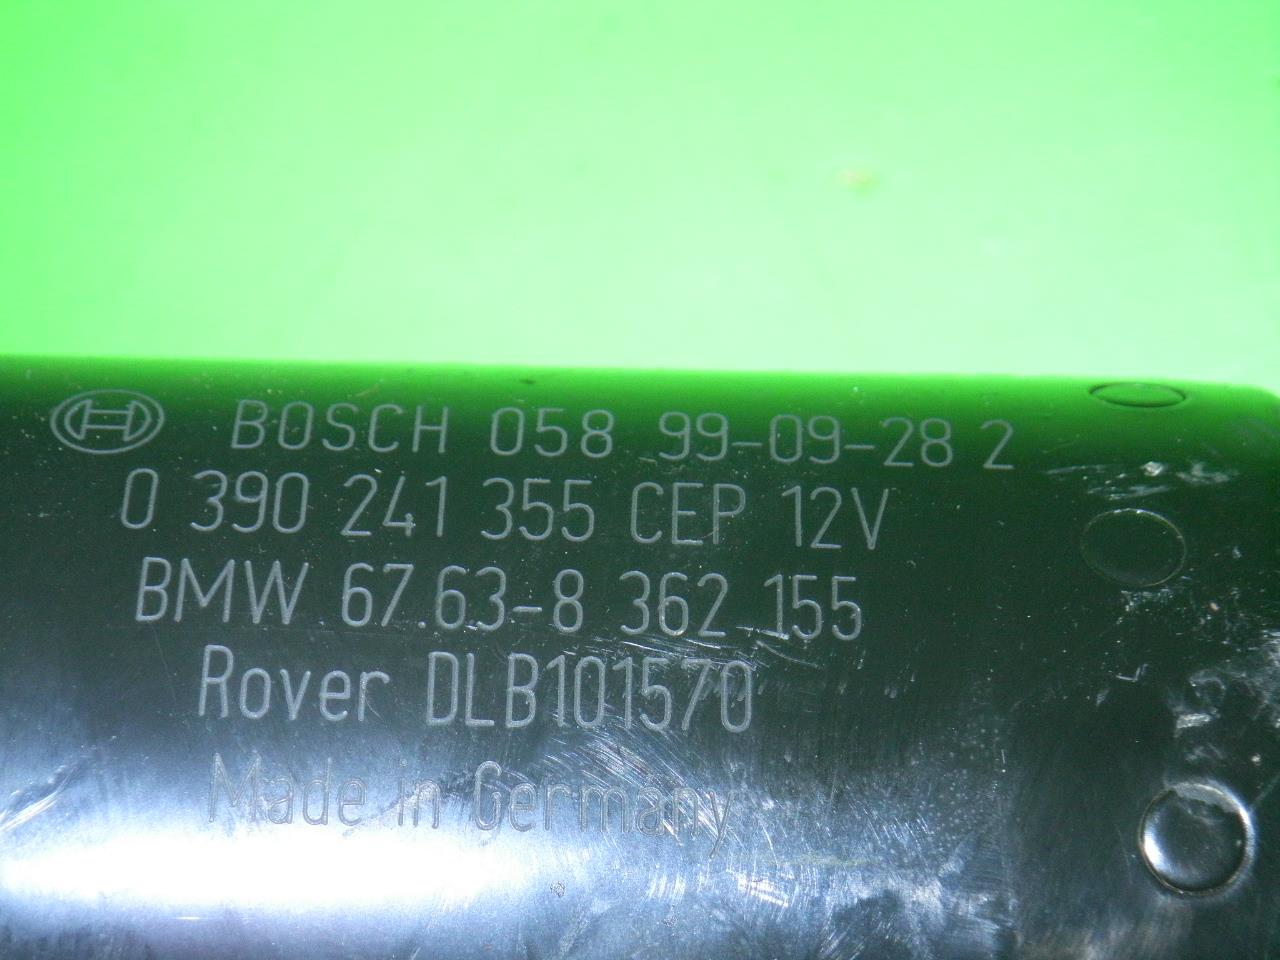 BOSCH 058 99-09-28 2
0 390 241 355 CEP 12V
BMW 67.63-8 362 155
Rover DLB101570
Made in Germany